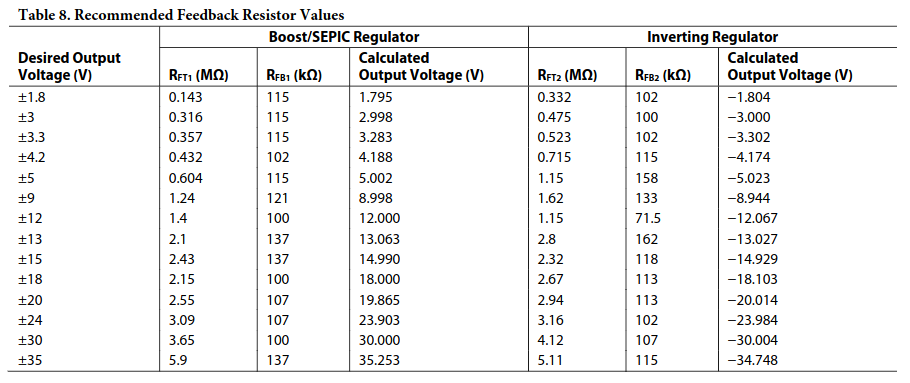 Table 8. Recommended Feedback Resistor Values
Boost/SEPIC Regulator Inverting Regulator
Desired Output Calculated Calculated
Voltage (V) RFT1 (MΩ) RFB1 (kΩ) Output Voltage (V) RFT2 (MΩ) RFB2 (kΩ) Output Voltage (V)
±1.8 0.143 115 1.795 0.332 102 −1.804
±3 0.316 115 2.998 0.475 100 −3.000
±3.3 0.357 115 3.283 0.523 102 −3.302
±4.2 0.432 102 4.188 0.715 115 −4.174
±5 0.604 115 5.002 1.15 158 −5.023
±9 1.24 121 8.998 1.62 133 −8.944
±12 1.4 100 12.000 1.15 71.5 −12.067
±13 2.1 137 13.063 2.8 162 −13.027
±15 2.43 137 14.990 2.32 118 −14.929
±18 2.15 100 18.000 2.67 113 −18.103
±20 2.55 107 19.865 2.94 113 −20.014
±24 3.09 107 23.903 3.16 102 −23.984
±30 3.65 100 30.000 4.12 107 −30.004
±35 5.9 137 35.253 5.11 115 −34.748